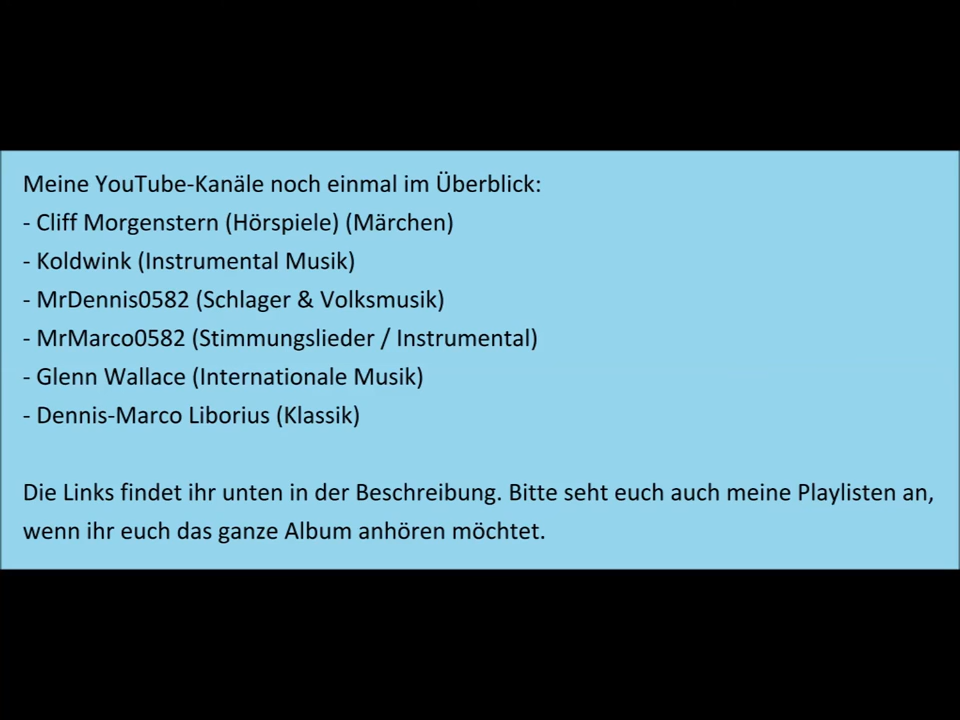 Meine YouTube-Kanäle noch einmal im Überblick:
- Cliff Morgenstern (Hörspiele) (Märchen)
- Koldwink (Instrumental Musik)
- MrDennis0582 (Schlager & Volksmusik)
- MrMarco0582 (Stimmungslieder / Instrumental)
- Glenn Wallace (Internationale Musik)
- Dennis-Marco Liborius (Klassik)
Die Links findet ihr unten in der Beschreibung. Bitte seht euch auch meine Playlisten an,
wenn ihr euch das ganze Album anhören möchtet.